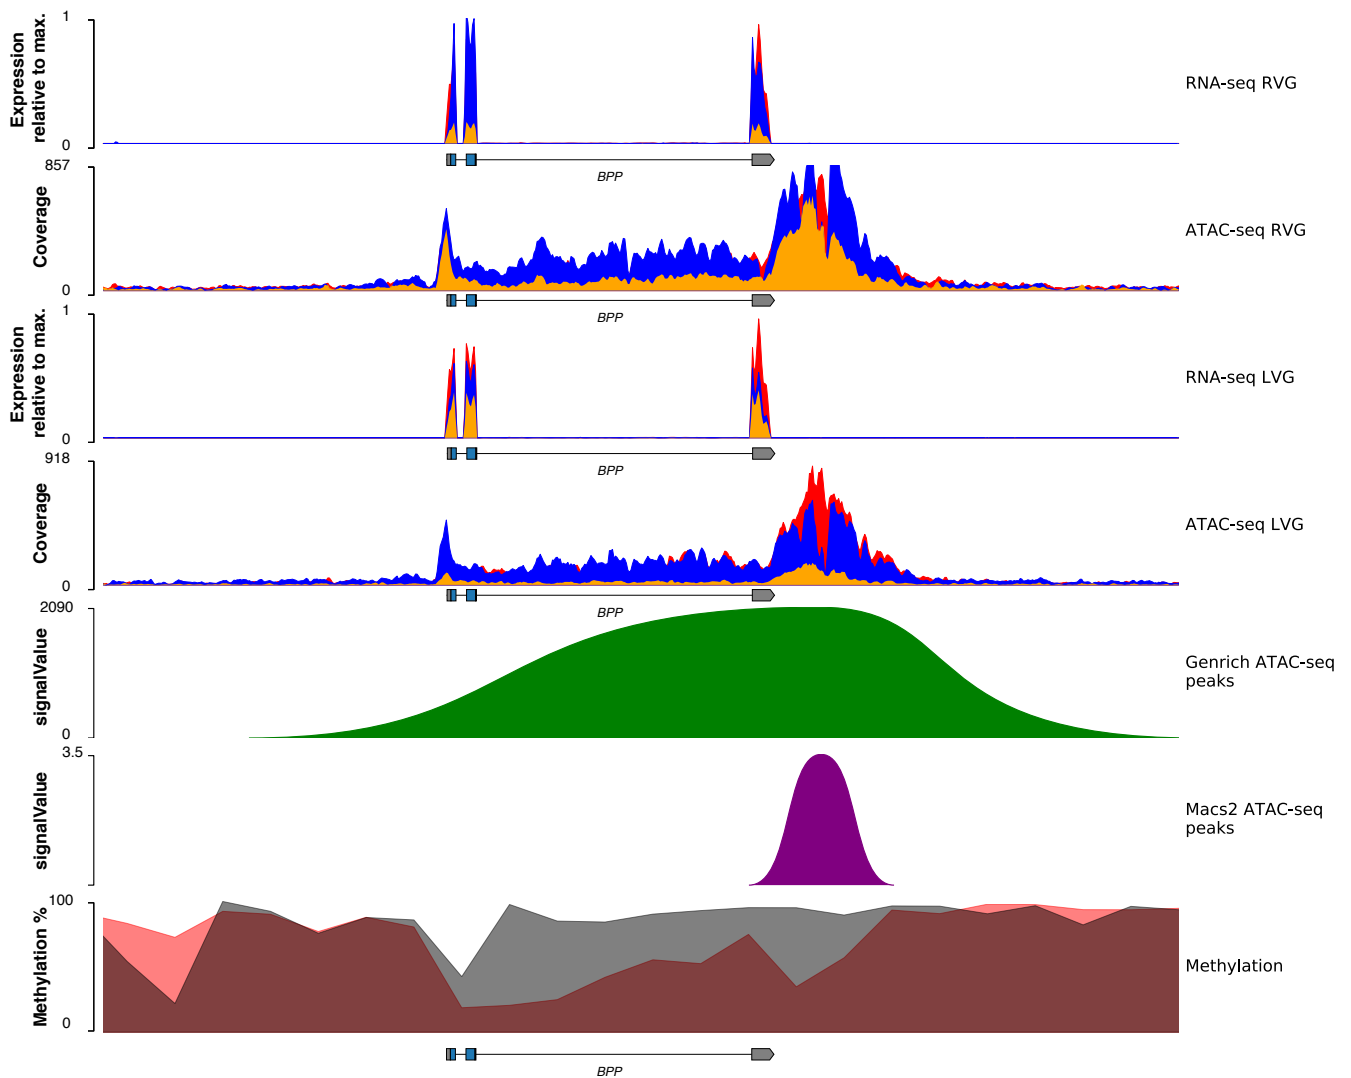 Expression
relative to max.
1
0
RNA-seq RVG
BPP
Coverage
857
0
ATAC-seq RVG
BPP
Expression
relative to max.
1
0
RNA-seq LVG
BPP
Coverage
918
0
ATAC-seq LVG
BPP
signalValue
2090
0
Genrich ATAC-seq
peaks
signalValue
3.5
Macs2 ATAC-seq
peaks
Methylation %
100
0
Methylation
BPP